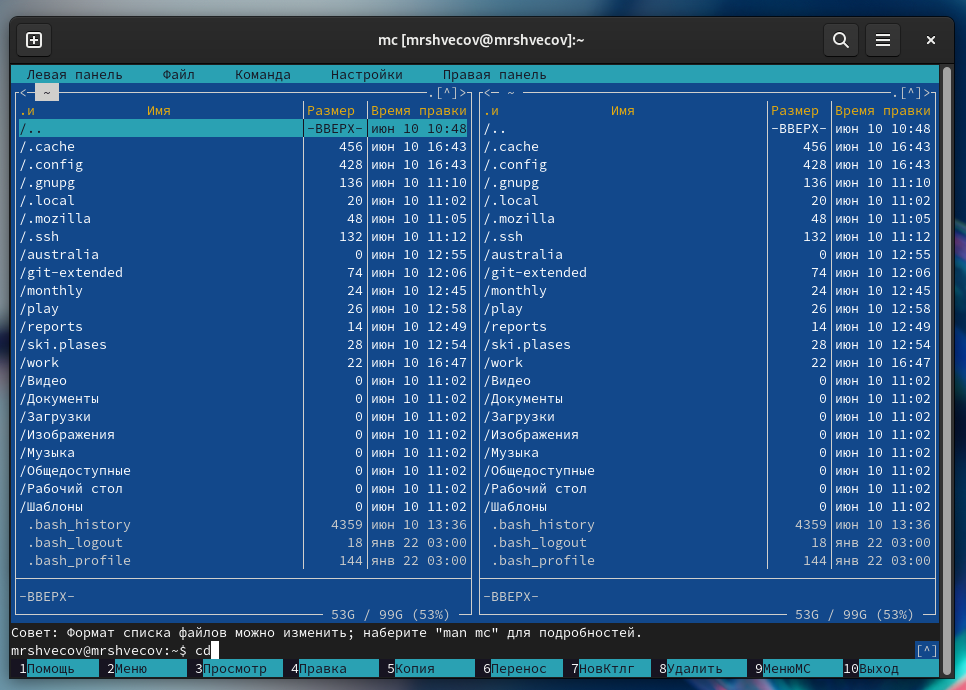 mc [mrshvecov@mrshvecov]:~
Левая панель Файл Команда Настройки Правая панель
<- ~ .[^]> <- ~ .[^]>
.и Имя Размер Время правки .и Имя Размер Время правки
/.. -ВВЕРХ- июн 10 10:48 /.. -ВВЕРХ- июн 10 10:48
/.cache 456 июн 10 16:43 /.cache 456 июн 10 16:43
/.config 428 июн 10 16:43 /.config 428 июн 10 16:43
/.gnupg 136 июн 10 11:10 /.gnupg 136 июн 10 11:10
/.local 20 июн 10 11:02 /.local 20 июн 10 11:02
/.mozilla 48 июн 10 11:05 /.mozilla 48 июн 10 11:05
/.ssh 132 июн 10 11:12 /.ssh 132 июн 10 11:12
/australia 0 июн 10 12:55 /australia 0 июн 10 12:55
/git-extended 74 июн 10 12:06 /git-extended 74 июн 10 12:06
/monthly 24 июн 10 12:45 /monthly 24 июн 10 12:45
/play 26 июн 10 12:58 /play 26 июн 10 12:58
/reports 14 июн 10 12:49 /reports 14 июн 10 12:49
/ski.plases 28 июн 10 12:54 /ski.plases 28 июн 10 12:54
/work 22 июн 10 16:47 /work 22 июн 10 16:47
/Видео 0 июн 10 11:02 /Видео 0 июн 10 11:02
/Документы 0 июн 10 11:02 /Документы 0 июн 10 11:02
/Загрузки 0 июн 10 11:02 /Загрузки 0 июн 10 11:02
/Изображения 0 июн 10 11:02 /Изображения 0 июн 10 11:02
/Музыка 0 июн 10 11:02 /Музыка 0 июн 10 11:02
/Общедоступные 0 июн 10 11:02 /Общедоступные 0 июн 10 11:02
/Рабочий стол 0 июн 10 11:02 /Рабочий стол 0 июн 10 11:02
/Шаблоны 0 июн 10 11:02 /Шаблоны 0 июн 10 11:02
.bash_history 4359 июн 10 13:36 .bash_history 4359 июн 10 13:36
.bash_logout 18 янв 22 03:00 .bash_logout 18 янв 22 03:00
.bash_profile 144 янв 22 03:00 .bash_profile 144 янв 22 03:00
-ВВЕРХ- -ВВЕРХ-
53G / 99G (53%) 53G / 99G (53%)
Совет: Формат списка файлов можно изменить; наберите "man mc" для подробностей.
mrshvecov@mrshvecov:~$ cd [^]
1Помощь 2Меню 3Просмотр 4Правка 5Копия 6Перенос 7НовКтлг 8Удалить 9МенюМС 10Выход